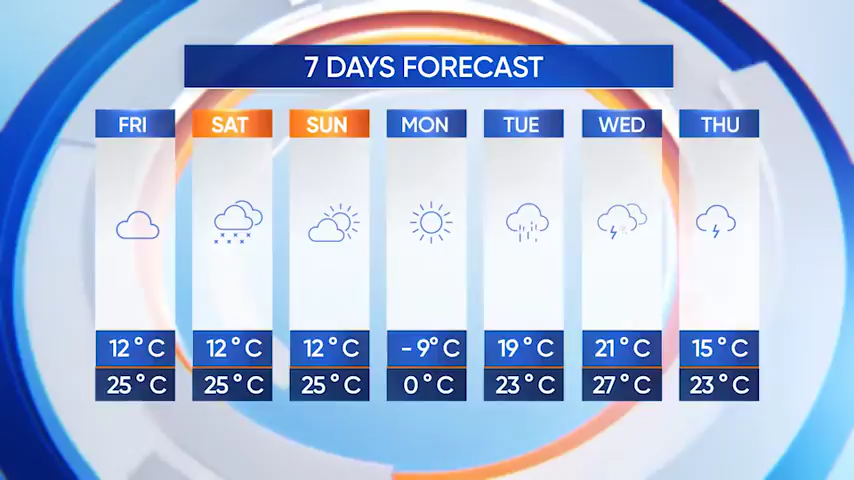 7 DAYS FORECAST
FRI SAT SUN MON TUE WED THU
12°C 12°C 12°C -9°C 19°C 21°C 15°C
25°C 25°C 25°C 0°C 23°C 27°C 23°C